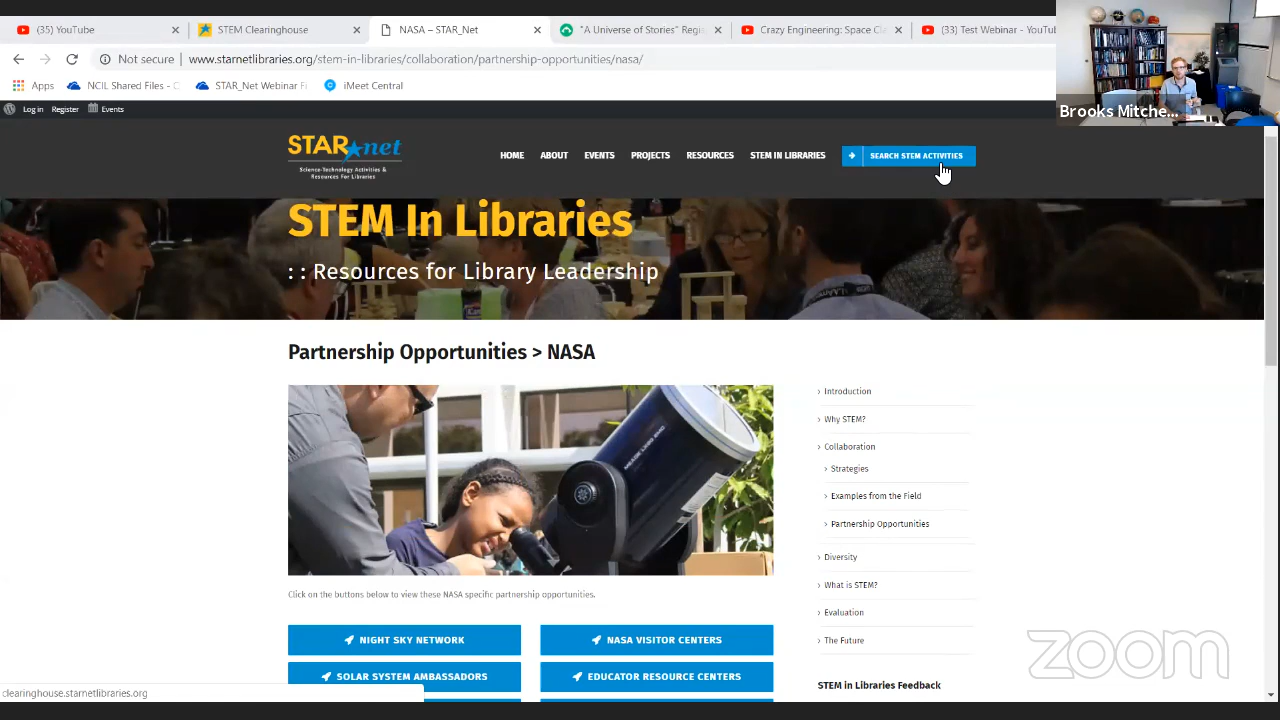 (35) YouTube
STEM Clearinghouse
NASA – STAR_Net
"A Universe of Stories" Regi
Crazy Engineering: Space Cl
(33) Test Webinar - YouTu
Not secure
www.starnetlibraries.org/stem-in-libraries/collaboration/partnership-opportunities/nasa/
Apps
NCIL Shared Files - C
STAR_Net Webinar Fi
iMeet Central
Brooks Mitche...
Log in
Register
Events
STAR net
Science-Technology Activities &
Resources For Libraries
HOME
ABOUT
EVENTS
PROJECTS
RESOURCES
STEM IN LIBRARIES
SEARCH STEM ACTIVITIES
STEM In Libraries
: : Resources for Library Leadership
Partnership Opportunities > NASA
Introduction
Why STEM?
Collaboration
Strategies
Examples from the Field
Partnership Opportunities
Diversity
What is STEM?
Evaluation
The Future
STEM in Libraries Feedback
Click on the buttons below to view these NASA specific partnership opportunities.
NIGHT SKY NETWORK
NASA VISITOR CENTERS
SOLAR SYSTEM AMBASSADORS
EDUCATOR RESOURCE CENTERS
clearinghouse.starnetlibraries.org
zoom